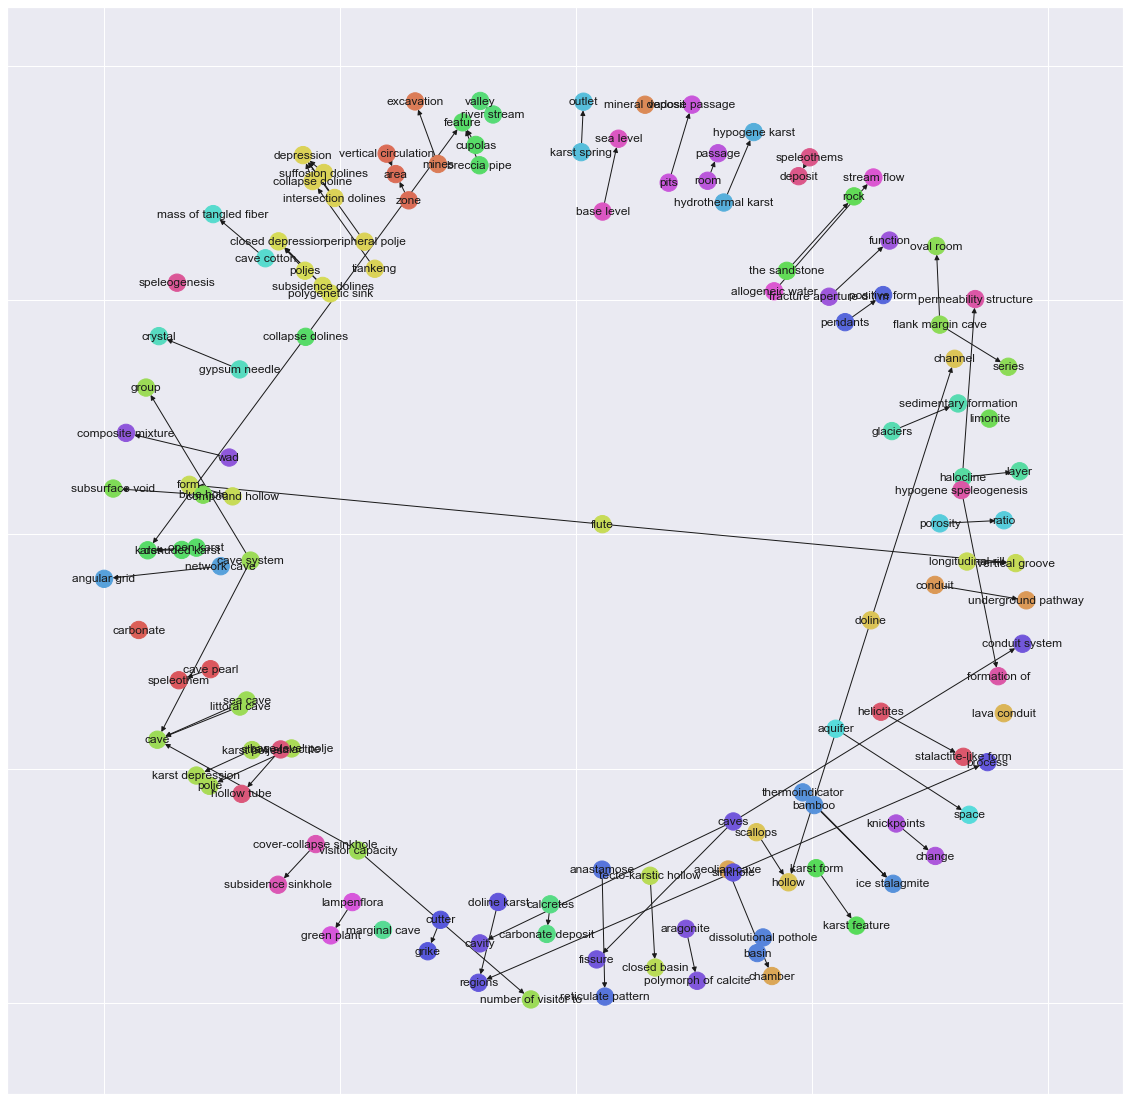 excavation
valley
outlet
mineral deposit
vadose passage
river stream
feature
hypogene karst
sea level
cupolas
karst spring
passage
vertical circulation
depression
speleothems
mines
breccia pipe
suffosion dolines
area
deposit
stream flow
collapse doline
pits
room
rock
intersection dolines
zone
hydrothermal karst
base level
mass of tangled fiber
closed depression
peripheral polje
function
oval room
cave cotton
tiankeng
poljes
the sandstone
speleogenesis
subsidence dolines
polygenetic sink
allogeneic water
fracture aperture
positive form
permeability structure
pendants
flank margin cave
crystal
collapse dolines
channel
gypsum needle
series
group
sedimentary formation
limonite
composite mixture
glaciers
wad
layer
halocline
subsurface void
form
blue hole
compound hollow
hypogene speleogenesis
flute
porosity
ratio
karst
denuded karst
open karst
cave system
longitudinal
vertical groove
network cave
angular grid
conduit
underground pathway
doline
carbonate
conduit system
cave pearl
speleothem
formation of
sea cave
littoral cave
helictites
lava conduit
aquifer
cave
karst poljes
base-level polje
stalactite-like form
process
karst depression
polje
hollow tube
thermoindicator
bamboo
space
caves
knickpoints
scallops
cover-collapse sinkhole
visitor capacity
change
anastamose
tecto-karstic hollow
aeolian cave
sinkhole
karst form
subsidence sinkhole
hollow
ice stalagmite
lampenflora
doline karst
calcretes
cutter
karst feature
green plant
marginal cave
carbonate deposit
aragonite
dissolutional pothole
cavity
grike
basin
fissure
closed basin
chamber
regions
polymorph of calcite
number of visitor to
reticulate pattern